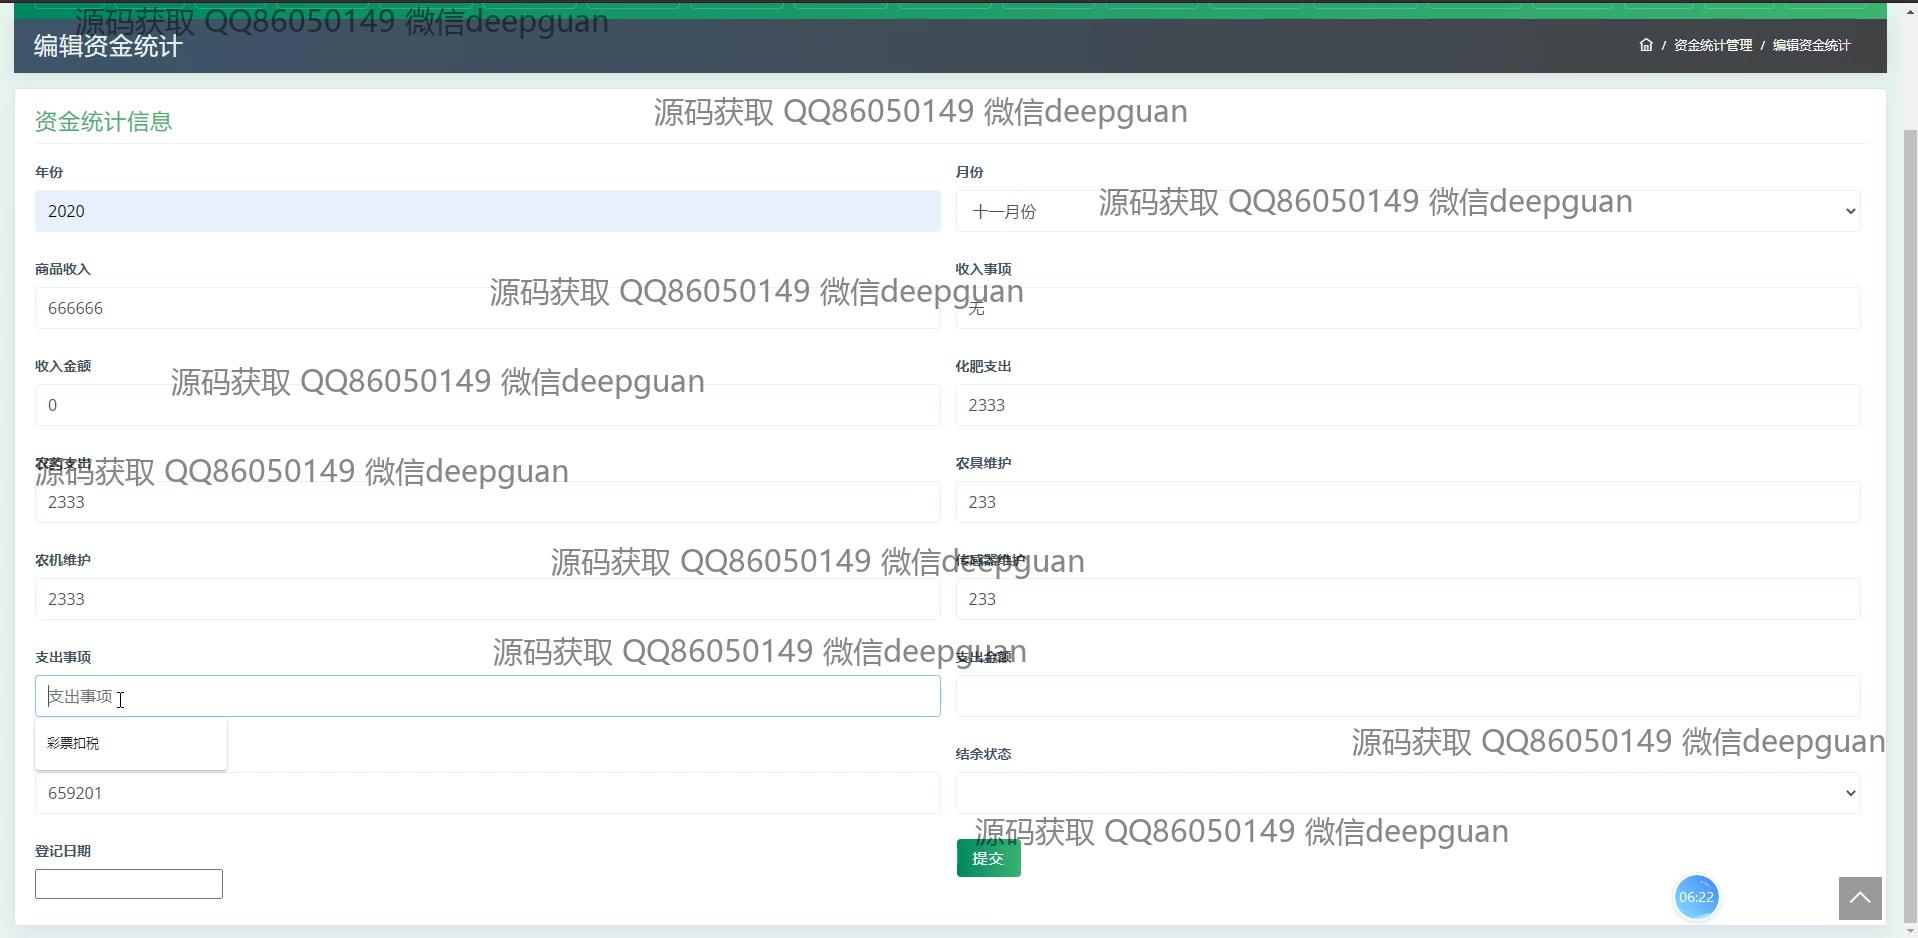 源码获取 QQ86050149 微信deepguan
编辑资金统计
/ 资金统计管理 / 编辑资金统计
资金统计信息
源码获取 QQ86050149 微信deepguan
年份
月份
2020
十一月份
源码获取 QQ86050149 微信deepguan
商品收入
收入事项
源码获取 QQ86050149 微信deepguan
666666
无
收入金额
化肥支出
源码获取 QQ86050149 微信deepguan
0
2333
农药支出
农具维护
源码获取 QQ86050149 微信deepguan
2333
233
农机维护
传感器维护
源码获取 QQ86050149 微信deepguan
2333
233
支出事项
支出金额
源码获取 QQ86050149 微信deepguan
支出事项
彩票扣税
结余状态
源码获取 QQ86050149 微信deepguan
659201
登记日期
源码获取 QQ86050149 微信deepguan
提交
06:22